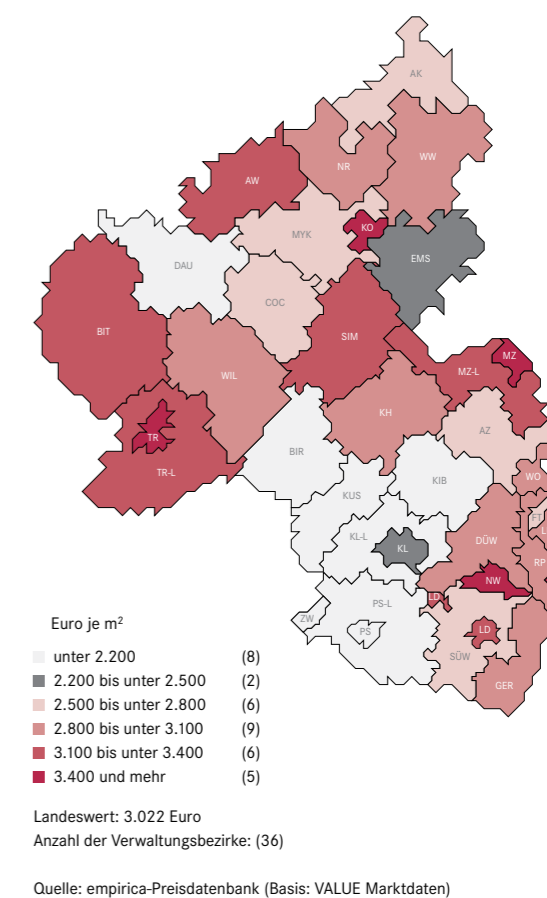 AK
NR
WW
AW
KO
MYK
EMS
DAU
COC
BIT
SIM
MZ
MZ-L
WIL
KH
TR
AZ
BIR
TR-L
KIB
WO
KUS
FT
L
KL-L
DÜW
KL
RP
NW
LD
PS-L
ZW
PS
LD
SÜW
GER
Euro je m²
unter 2.200 (8)
2.200 bis unter 2.500 (2)
2.500 bis unter 2.800 (6)
2.800 bis unter 3.100 (9)
3.100 bis unter 3.400 (6)
3.400 und mehr (5)
Landeswert: 3.022 Euro
Anzahl der Verwaltungsbezirke: (36)
Quelle: empirica-Preisdatenbank (Basis: VALUE Marktdaten)